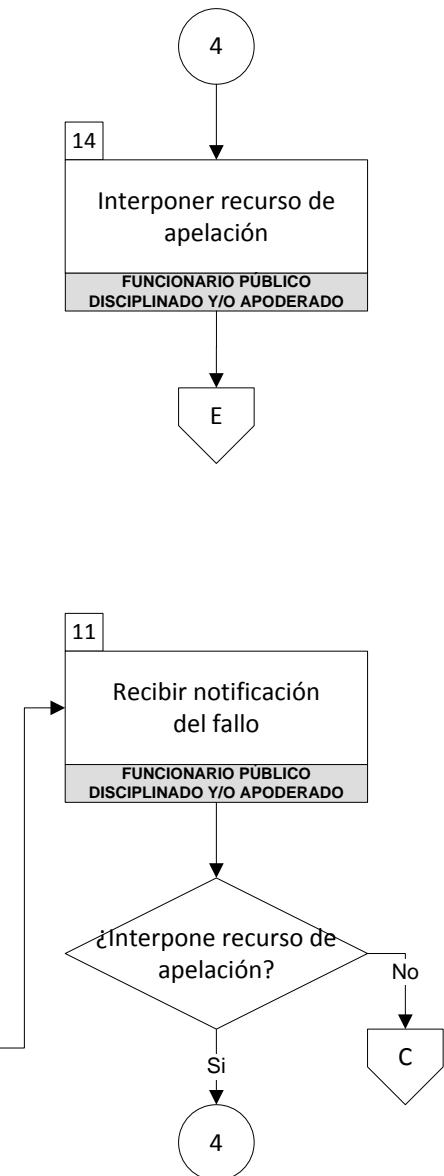 4
14
Interponer recurso de
apelación
FUNCIONARIO PÚBLICO
DISCIPLINADO Y/O APODERADO
E
11
Recibir notificación
del fallo
FUNCIONARIO PÚBLICO
DISCIPLINADO Y/O APODERADO
¿Interpone recurso de
apelación?
No
C
Si
4